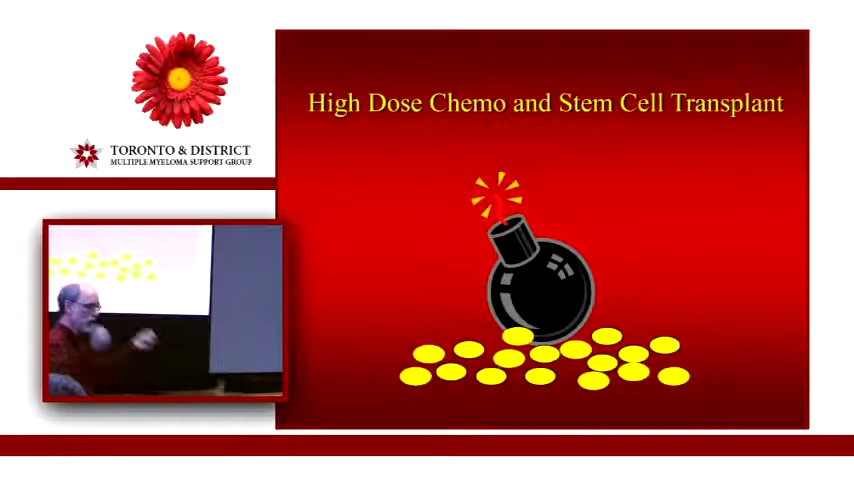 High Dose Chemo and Stem Cell Transplant
TORONTO & DISTRICT
MULTIPLE MYELOMA SUPPORT GROUP